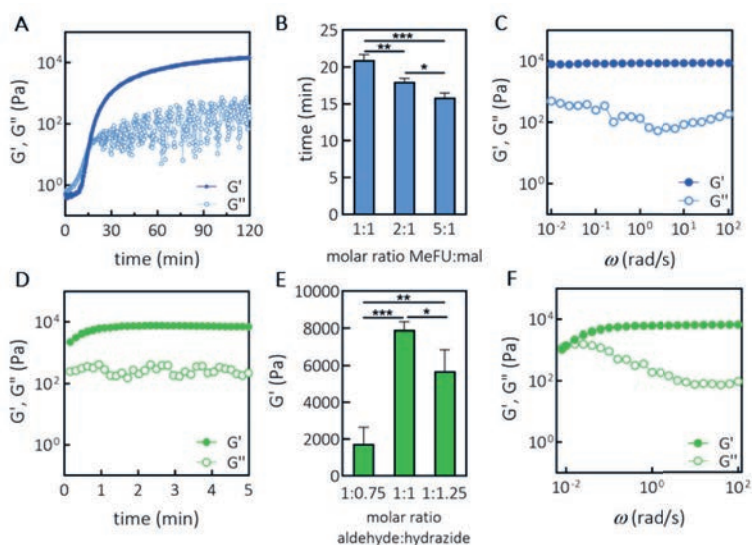 A
G', G'' (Pa)
10⁴
10²
10⁰
G'
G''
0
30
60
90
120
time (min)
B
time (min)
25
20
15
10
5
0
***
**
*
1:1
2:1
5:1
molar ratio MeFU:mal
C
G', G'' (Pa)
10⁴
10²
10⁰
G'
G''
10⁻²
10⁻¹
10⁰
10¹
10²
ω (rad/s)
D
G', G'' (Pa)
10⁴
10²
10⁰
G'
G''
0
1
2
3
4
5
time (min)
E
G' (Pa)
10000
8000
6000
4000
2000
0
**
***
*
1:0.75
1:1
1:1.25
molar ratio
aldehyde:hydrazide
F
G', G'' (Pa)
10⁴
10²
10⁰
G'
G''
10⁻²
10⁰
10²
ω (rad/s)